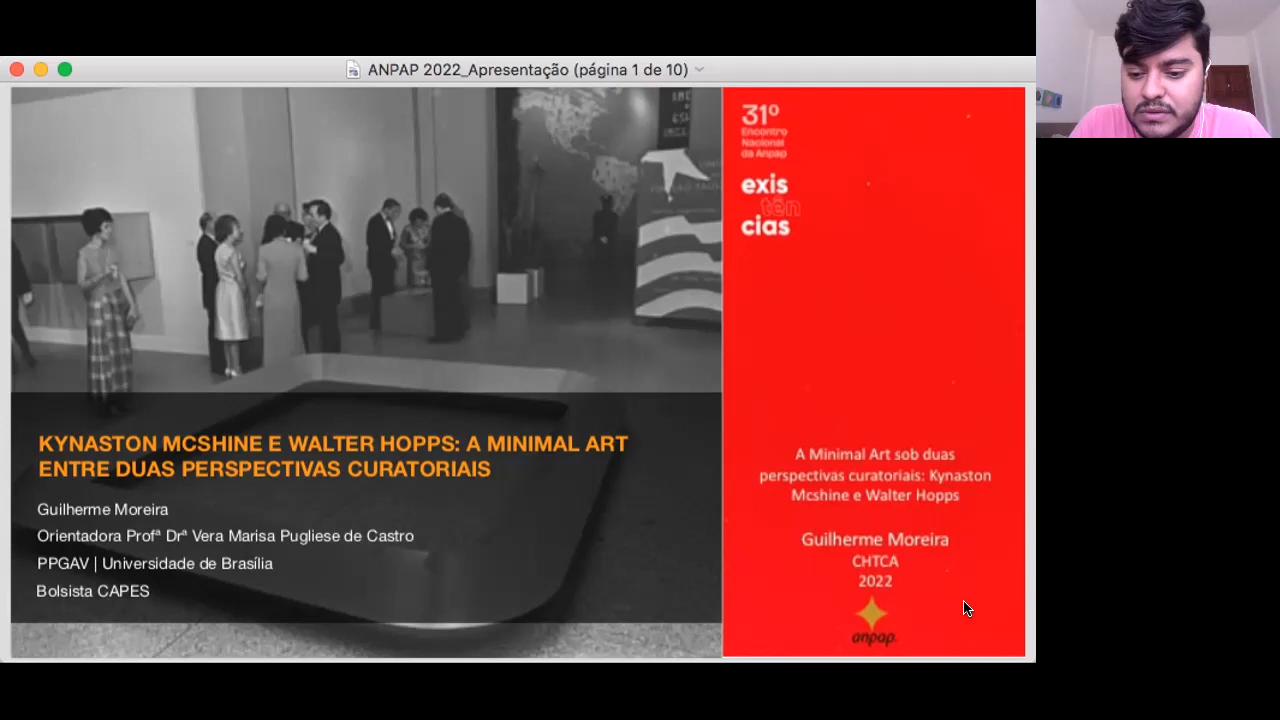 ANPAP 2022_Apresentação (página 1 de 10)
KYNASTON MCSHINE E WALTER HOPPS: A MINIMAL ART
ENTRE DUAS PERSPECTIVAS CURATORIAIS
Guilherme Moreira
Orientadora Profª Drª Vera Marisa Pugliese de Castro
PPGAV | Universidade de Brasília
Bolsista CAPES
31º
Encontro
Nacional
da Anpap
exis
tên
cias
A Minimal Art sob duas
perspectivas curatoriais: Kynaston
Mcshine e Walter Hopps
Guilherme Moreira
CHTCA
2022
anpap.